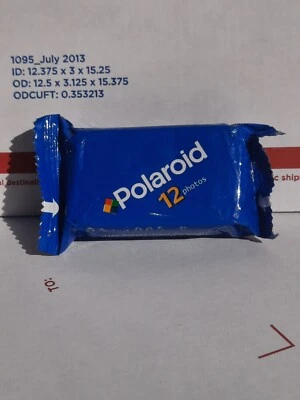 1095_July 2013
ID: 12.375 x 3 x 15.25
OD: 12.5 x 3.125 x 15.375
ODCUFT: 0.353213
Polaroid
12 photos
TO: